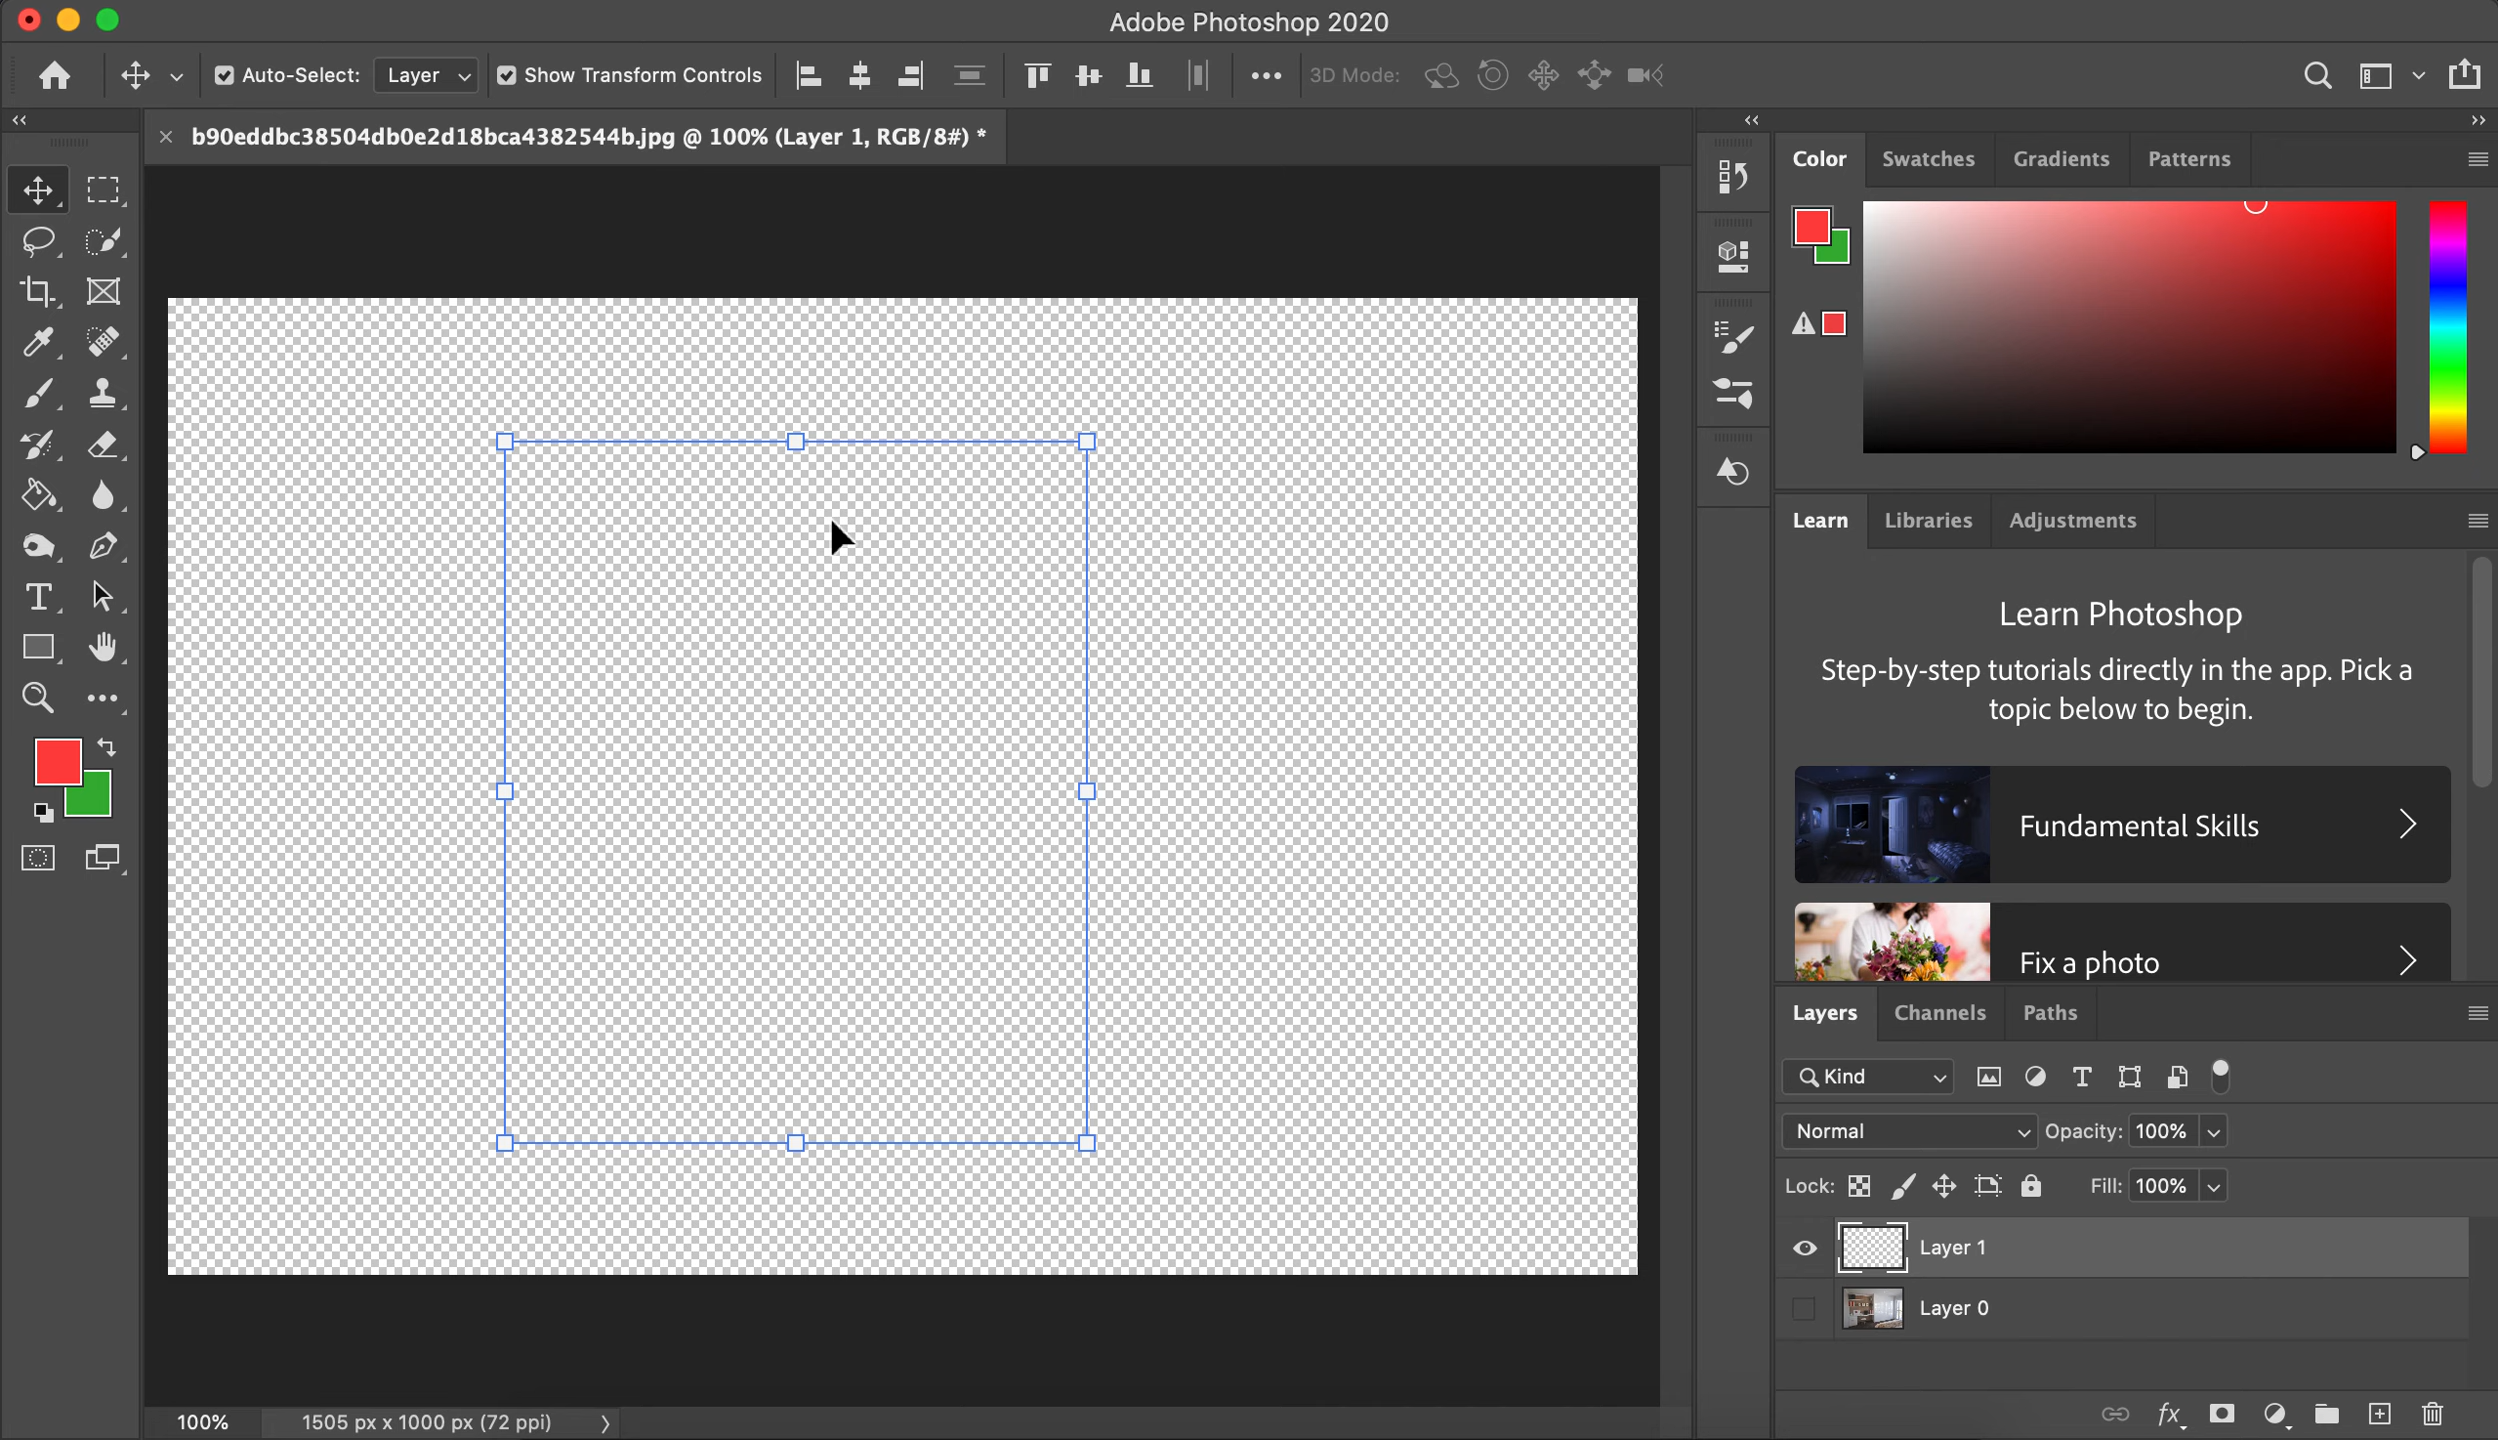 Adobe Photoshop 2020
Auto-Select: Layer Show Transform Controls 3D Mode:
b90eddbc38504db0e2d18bca4382544b.jpg @ 100% (Layer 1, RGB/8#) *
Color Swatches Gradients Patterns
Learn Libraries Adjustments
Learn Photoshop
Step-by-step tutorials directly in the app. Pick a
topic below to begin.
Fundamental Skills
Fix a photo
Layers Channels Paths
Kind
Normal Opacity: 100%
Lock: Fill: 100%
Layer 1
Layer 0
fx
100% 1505 px x 1000 px (72 ppi)